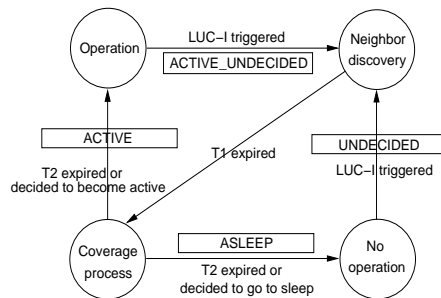 Operation
LUC-I triggered
ACTIVE_UNDECIDED
Neighbor
discovery
ACTIVE
T2 expired or
decided to become active
T1 expired
UNDECIDED
LUC-I triggered
Coverage
process
ASLEEP
T2 expired or
decided to go to sleep
No
operation